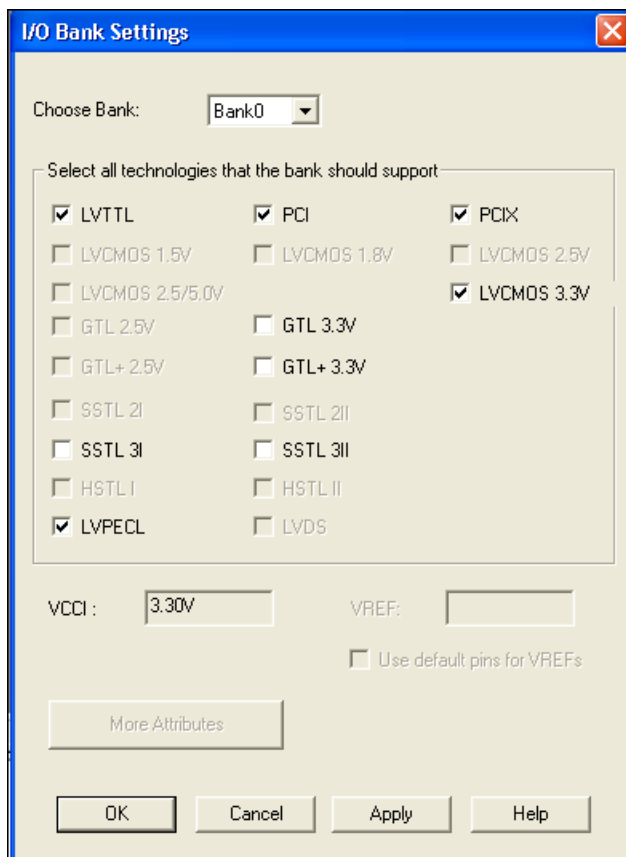 I/O Bank Settings
Choose Bank: Bank0
Select all technologies that the bank should support
LVTTL PCI PCIX
LVCMOS 1.5V LVCMOS 1.8V LVCMOS 2.5V
LVCMOS 2.5/5.0V LVCMOS 3.3V
GTL 2.5V GTL 3.3V
GTL+ 2.5V GTL+ 3.3V
SSTL 2I SSTL 2II
SSTL 3I SSTL 3II
HSTL I HSTL II
LVPECL LVDS
VCCI : 3.30V VREF:
Use default pins for VREFs
More Attributes
OK Cancel Apply Help